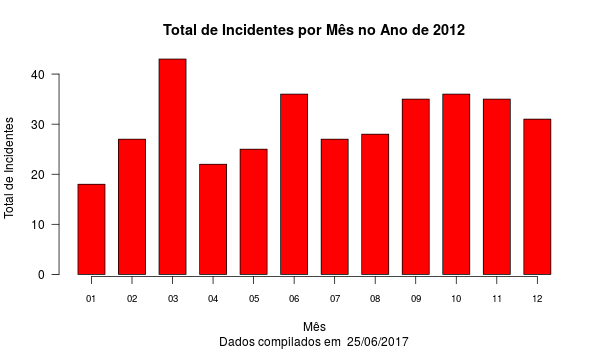 Total de Incidentes por Mês no Ano de 2012
Total de Incidentes
40
30
20
10
0
01 02 03 04 05 06 07 08 09 10 11 12
Mês
Dados compilados em  25/06/2017